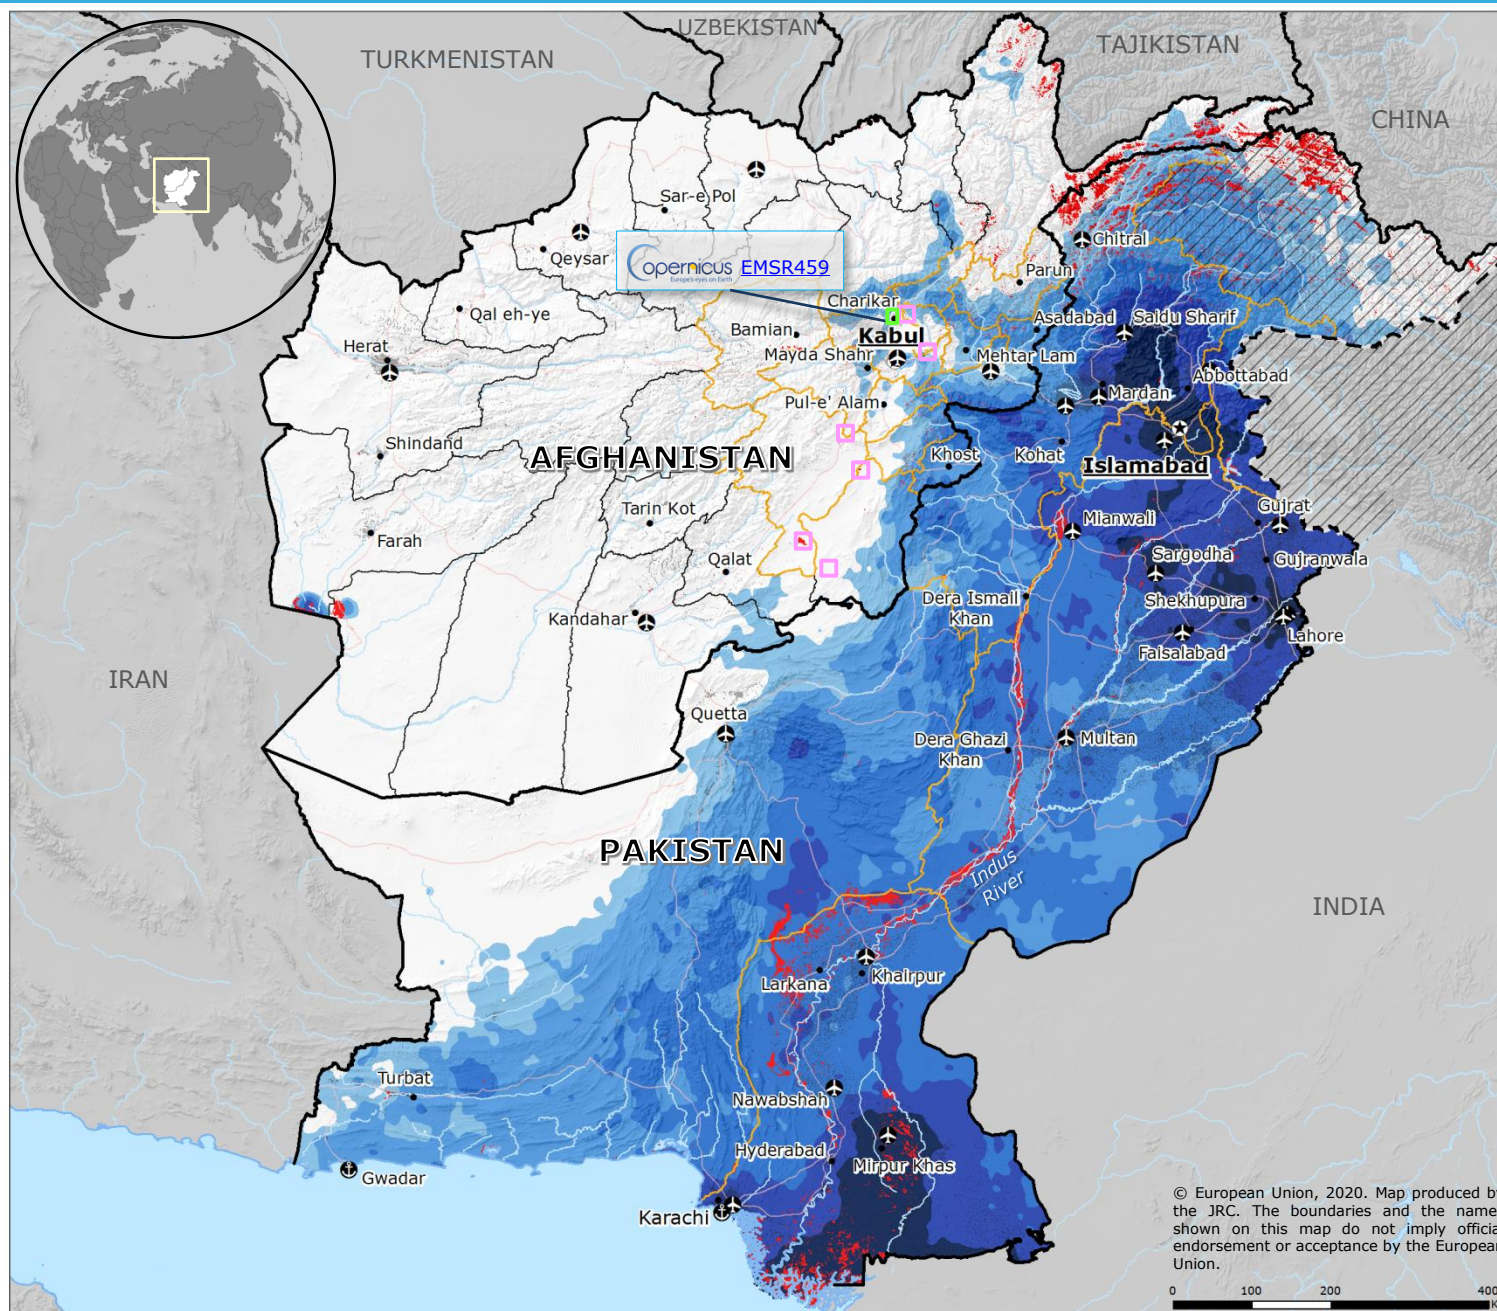 UZBEKISTAN
TURKMENISTAN
TAJIKISTAN
CHINA
Sar-e Pol
Chitral
Qeysar
opernicus
Europe's eyes on Earth
EMSR459
Parun
Charikar
Qal eh-ye
Bamian
Asadabad
Saidu Sharif
Kabul
Herat
Mayda Shahr
Mehtar Lam
Abbottabad
Mardan
Pul-e' Alam
Shindand
AFGHANISTAN
Khost
Kohat
Islamabad
Tarin Kot
Mianwali
Gujrat
Farah
Qalat
Sargodha
Gujranwala
Dera Ismail
Khan
Shekhupura
Kandahar
Lahore
Faisalabad
IRAN
Quetta
Dera Ghazi
Khan
Multan
PAKISTAN
Indus
River
INDIA
Larkana
Khairpur
Turbat
Nawabshah
Hyderabad
Mirpur Khas
Gwadar
Karachi
© European Union, 2020. Map produced by
the JRC. The boundaries and the name
shown on this map do not imply official
endorsement or acceptance by the European
Union.
0 100 200 400